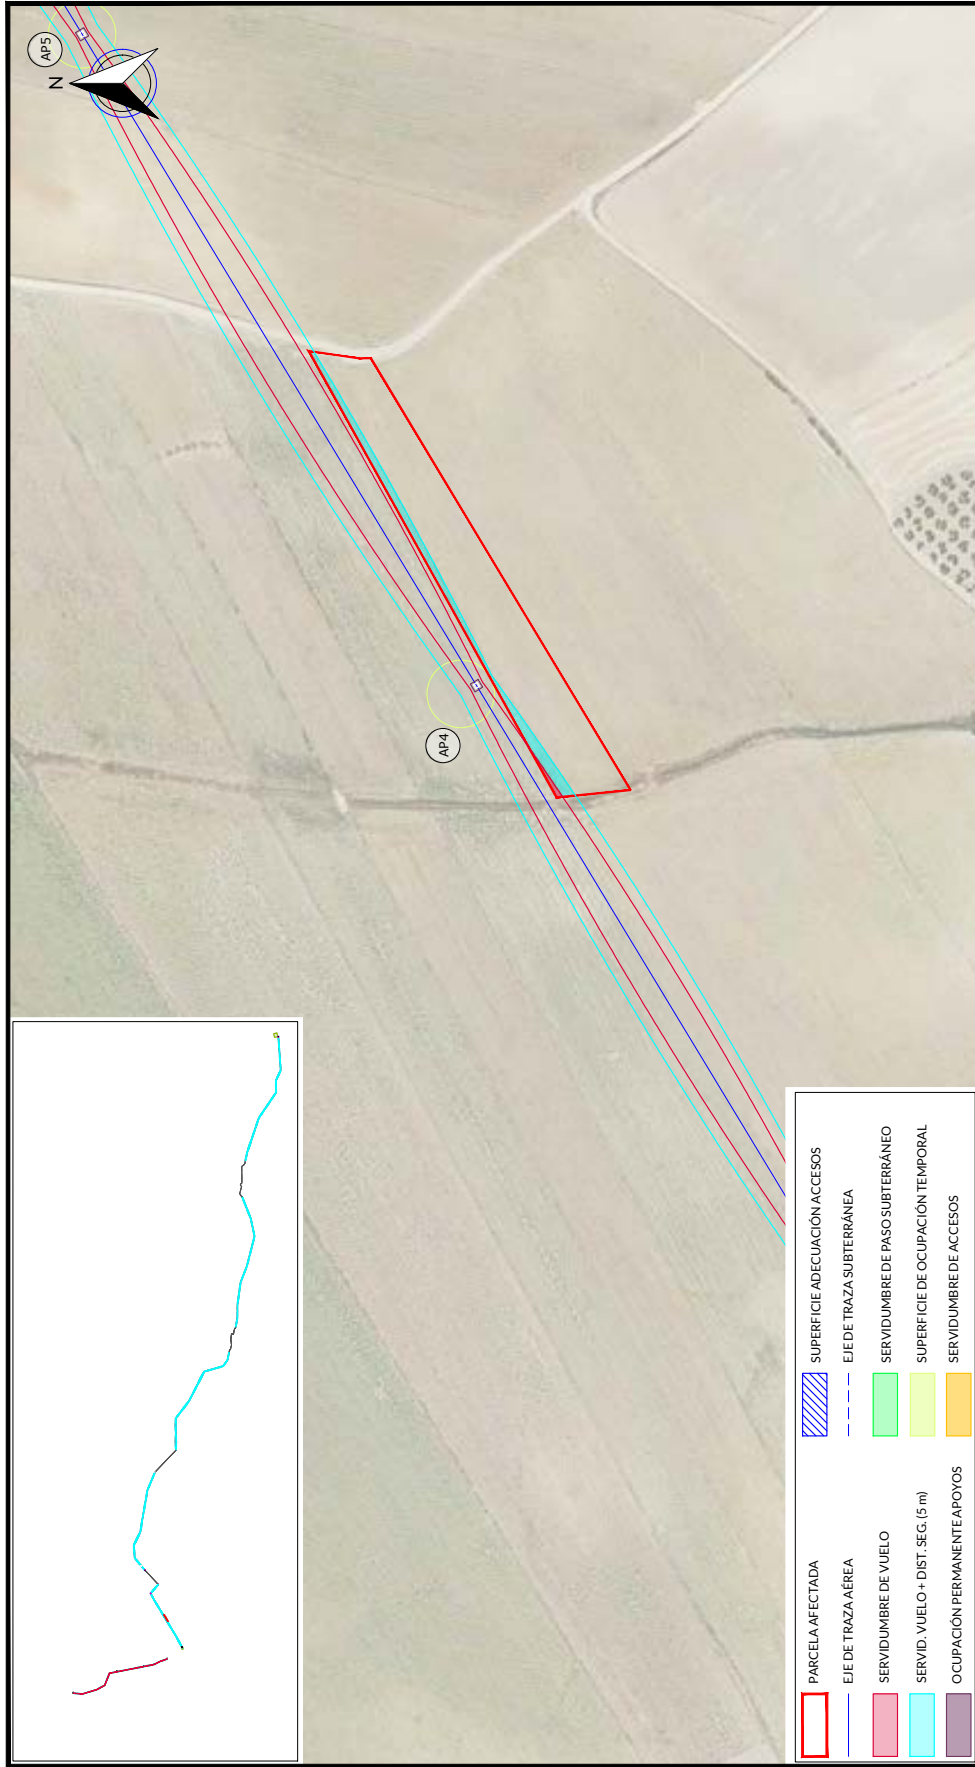 AP5
N
AP4
PARCELA AFECTADA
EJE DE TRAZA AÉREA
SERVIDUMBRE DE VUELO
SERVID. VUELO + DIST. SEG. (5 m)
OCUPACIÓN PERMANENTE APOYOS
SUPERFICIE ADECUACIÓN ACCESOS
EJE DE TRAZA SUBTERRÁNEA
SERVIDUMBRE DE PASO SUBTERRÁNEO
SUPERFICIE DE OCUPACIÓN TEMPORAL
SERVIDUMBRE DE ACCESOS